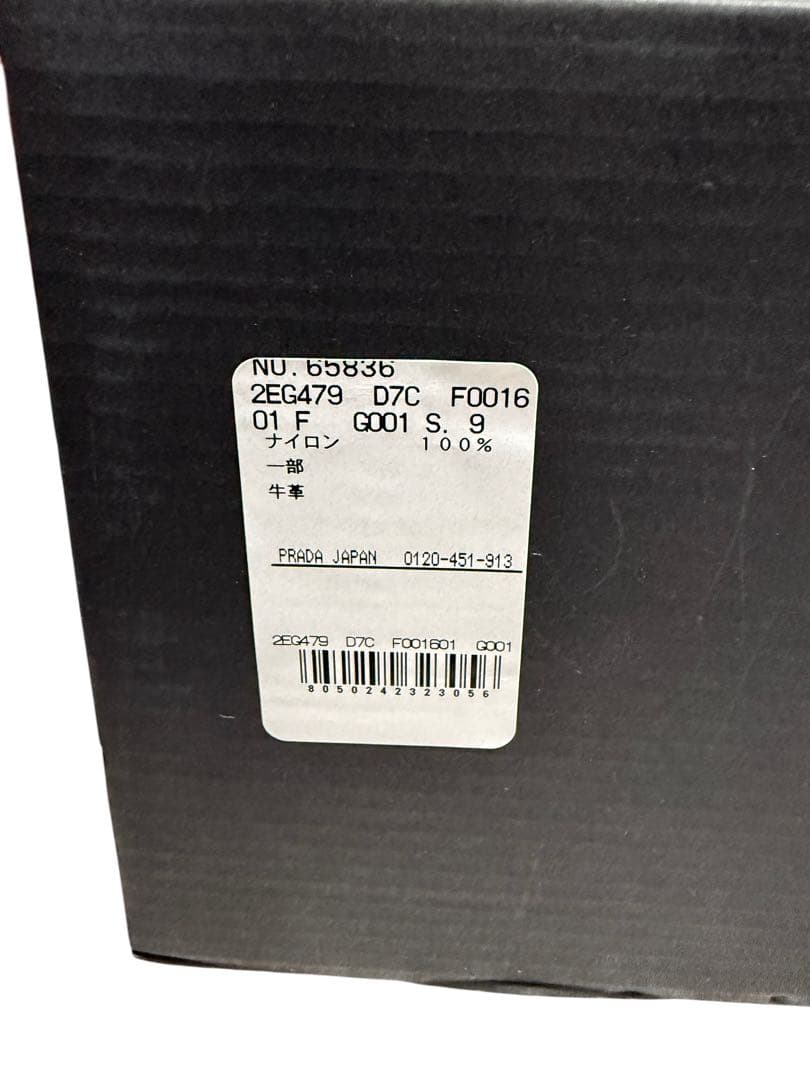 NO. 65836
2EG479 D7C F0016
01 F G001 S. 9
ナイロン 100%
一部
牛革
PRADA JAPAN 0120-451-913
2EG479 D7C F001601 G001
8050242323056